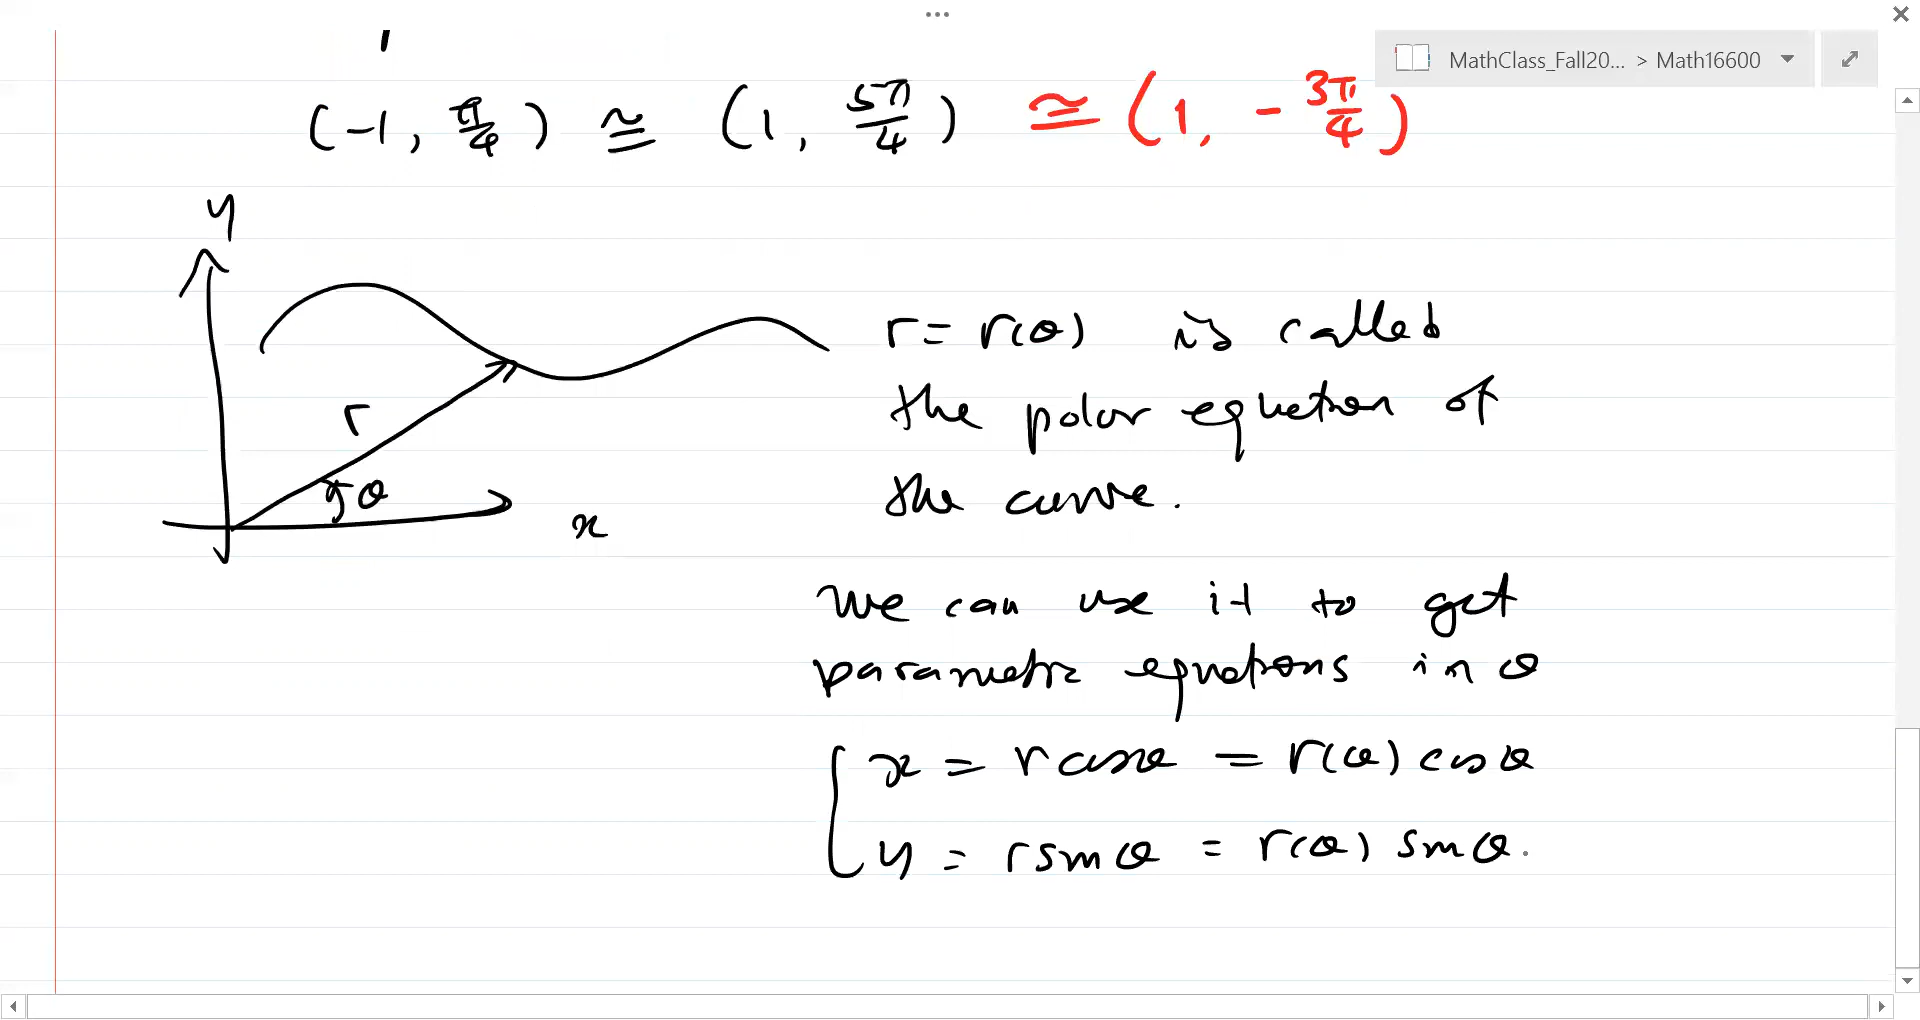 MathClass_Fall20... > Math16600
(-1, π/4) ≅ (1, 5π/4) ≅ (1, -3π/4)
y
r
θ
x
r = r(θ) is called
the polar equation of
the curve.
We can use it to get
parametric equations in θ
{ x = r cos θ = r(θ) cos θ
y = r sin θ = r(θ) sin θ.